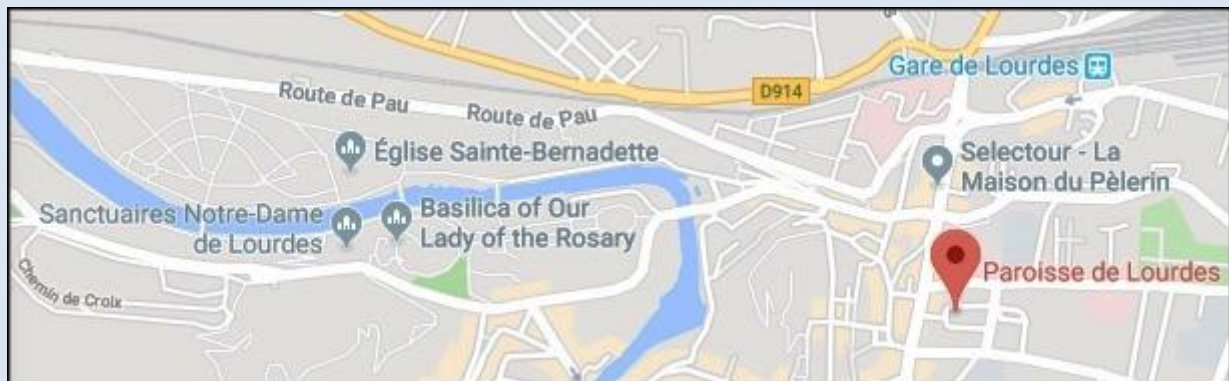 Gare de Lourdes
D914
Route de Pau
Route de Pau
Église Sainte-Bernadette
Selectour - La
Maison du Pèlerin
Sanctuaires Notre-Dame
de Lourdes
Basilica of Our
Lady of the Rosary
Paroisse de Lourdes
Chemin de Croix